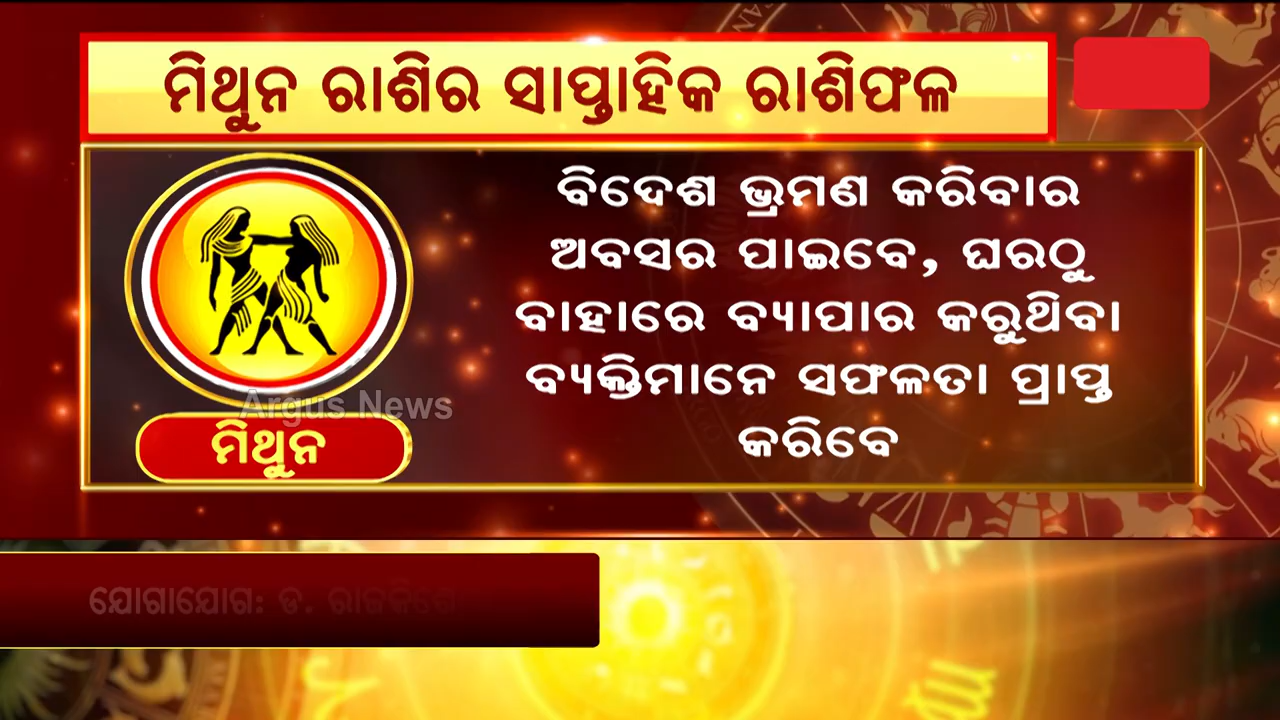 ମିଥୁନ ରାଶିର ସାପ୍ତାହିକ ରାଶିଫଳ
ବିଦେଶ ଭ୍ରମଣ କରିବାର
ଅବସର ପାଇବେ, ଘରଠୁ
ବାହାରେ ବ୍ୟାପାର କରୁଥିବା
ବ୍ୟକ୍ତିମାନେ ସଫଳତା ପ୍ରାପ୍ତ
କରିବେ
Argus News
ମିଥୁନ
ଯୋଗାଯୋଗ: ଡ.